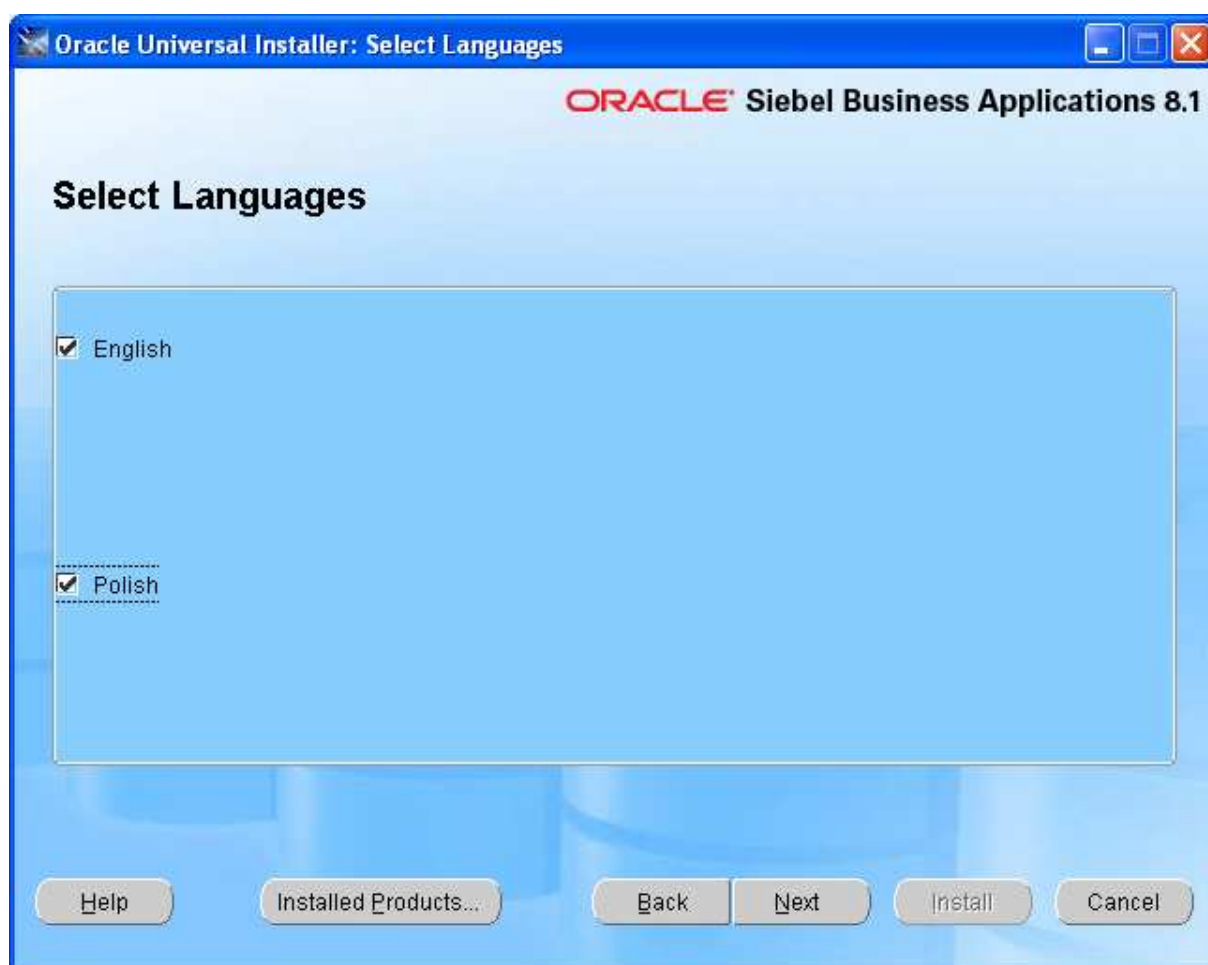 Oracle Universal Installer: Select Languages
ORACLE® Siebel Business Applications 8.1
Select Languages
English
Polish
Help Installed Products... Back Next Install Cancel